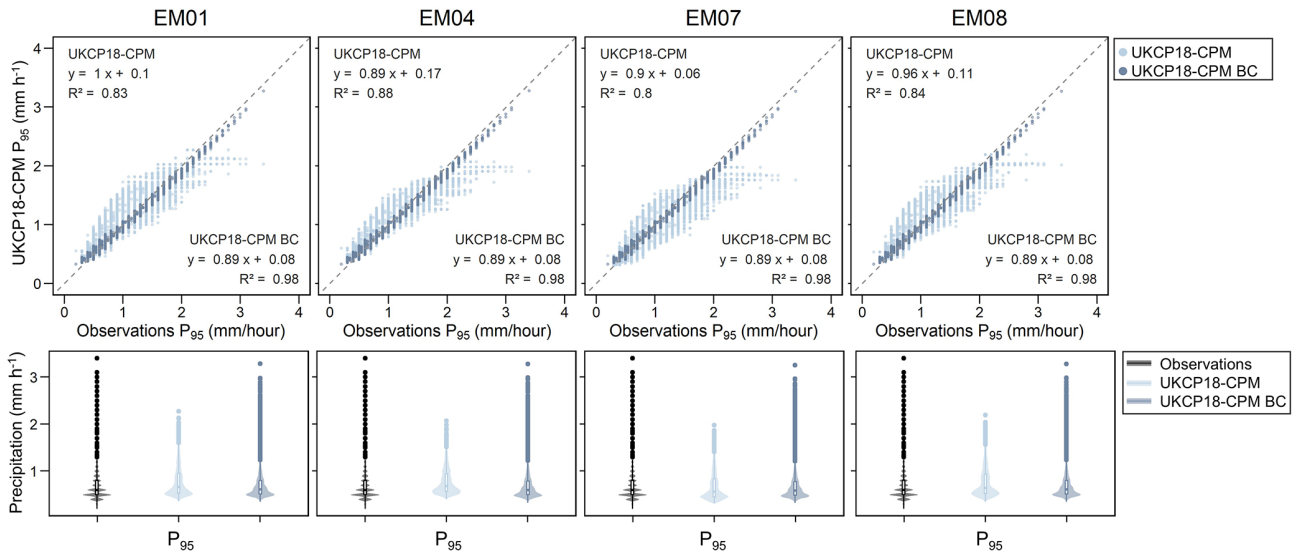 EM01 EM04 EM07 EM08
UKCP18-CPM P95 (mm h-1)
4
3
2
1
0
UKCP18-CPM
y = 1 x + 0.1
R² = 0.83
UKCP18-CPM BC
y = 0.89 x + 0.08
R² = 0.98
UKCP18-CPM
y = 0.89 x + 0.17
R² = 0.88
UKCP18-CPM BC
y = 0.89 x + 0.08
R² = 0.98
UKCP18-CPM
y = 0.9 x + 0.06
R² = 0.8
UKCP18-CPM BC
y = 0.89 x + 0.08
R² = 0.98
UKCP18-CPM
y = 0.96 x + 0.11
R² = 0.84
UKCP18-CPM BC
y = 0.89 x + 0.08
R² = 0.98
UKCP18-CPM
UKCP18-CPM BC
0 1 2 3 4 0 1 2 3 4 0 1 2 3 4 0 1 2 3 4
Observations P95 (mm/hour) Observations P95 (mm/hour) Observations P95 (mm/hour) Observations P95 (mm/hour)
Precipitation (mm h-1)
3
2
1
Observations
UKCP18-CPM
UKCP18-CPM BC
P95 P95 P95 P95